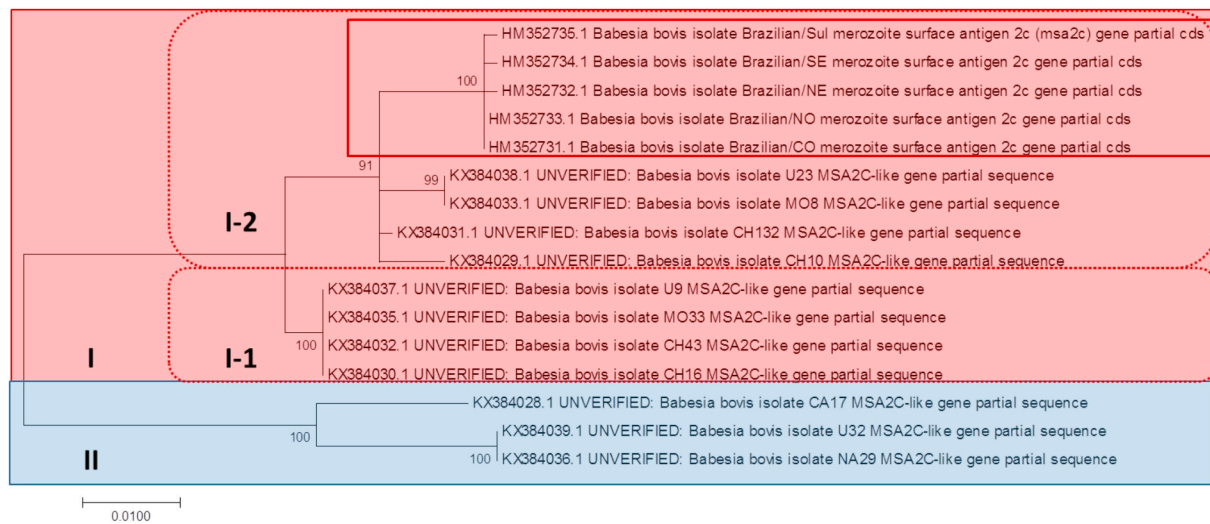 HM352735.1 Babesia bovis isolate Brazilian/Sul merozoite surface antigen 2c (msa2c) gene partial cds
HM352734.1 Babesia bovis isolate Brazilian/SE merozoite surface antigen 2c gene partial cds
100
HM352732.1 Babesia bovis isolate Brazilian/NE merozoite surface antigen 2c gene partial cds
HM352733.1 Babesia bovis isolate Brazilian/NO merozoite surface antigen 2c gene partial cds
HM352731.1 Babesia bovis isolate Brazilian/CO merozoite surface antigen 2c gene partial cds
91
KX384038.1 UNVERIFIED: Babesia bovis isolate U23 MSA2C-like gene partial sequence
99
KX384033.1 UNVERIFIED: Babesia bovis isolate MO8 MSA2C-like gene partial sequence
I-2
KX384031.1 UNVERIFIED: Babesia bovis isolate CH132 MSA2C-like gene partial sequence
KX384029.1 UNVERIFIED: Babesia bovis isolate CH10 MSA2C-like gene partial sequence
KX384037.1 UNVERIFIED: Babesia bovis isolate U9 MSA2C-like gene partial sequence
KX384035.1 UNVERIFIED: Babesia bovis isolate MO33 MSA2C-like gene partial sequence
100
KX384032.1 UNVERIFIED: Babesia bovis isolate CH43 MSA2C-like gene partial sequence
I
I-1
KX384030.1 UNVERIFIED: Babesia bovis isolate CH16 MSA2C-like gene partial sequence
KX384028.1 UNVERIFIED: Babesia bovis isolate CA17 MSA2C-like gene partial sequence
100
KX384039.1 UNVERIFIED: Babesia bovis isolate U32 MSA2C-like gene partial sequence
II
100
KX384036.1 UNVERIFIED: Babesia bovis isolate NA29 MSA2C-like gene partial sequence
0.0100